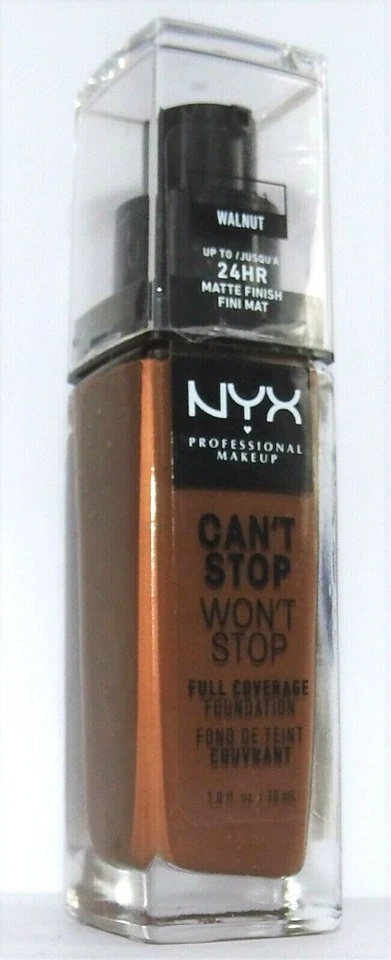 WALNUT
UP TO / JUSQU'A
24HR
MATTE FINISH
FINI MAT
NYX
PROFESSIONAL
MAKEUP
CAN'T
STOP
WON'T
STOP
FULL COVERAGE
FOUNDATION
FOND DE TEINT
COUVRANT
1.0 fl. oz. / 30 mL